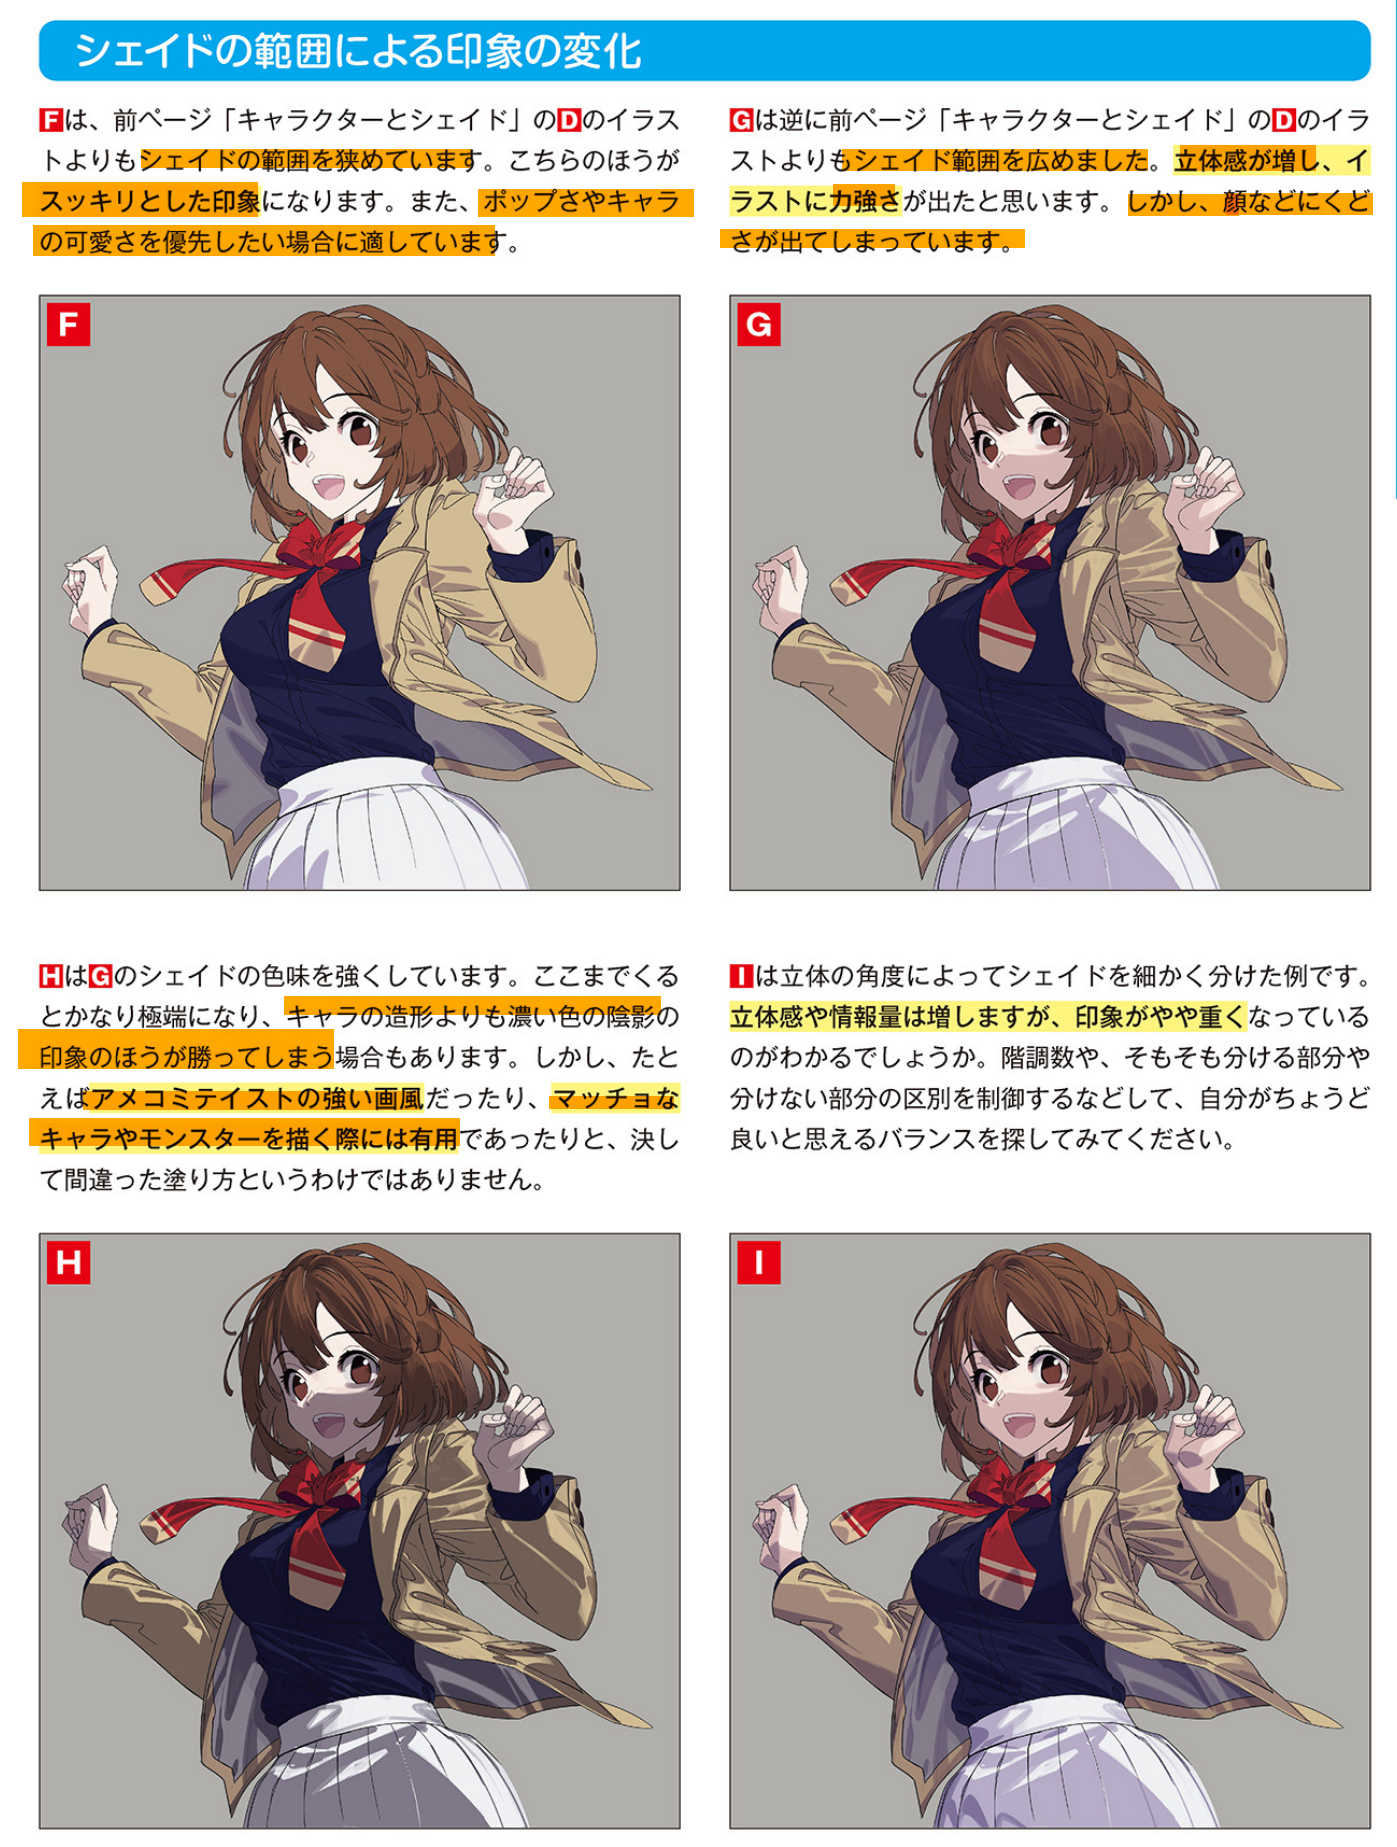 シェイドの範囲による印象の変化
Fは、前ページ「キャラクターとシェイド」のDのイラス
トよりもシェイドの範囲を狭めています。こちらのほうが
スッキリとした印象になります。また、ポップさやキャラ
の可愛さを優先したい場合に適しています。
Gは逆に前ページ「キャラクターとシェイド」のDのイラ
ストよりもシェイド範囲を広めました。立体感が増し、イ
ラストに力強さが出たと思います。しかし、顔などにくど
さが出てしまっています。
F
G
HはGのシェイドの色味を強くしています。ここまでくる
とかなり極端になり、キャラの造形よりも濃い色の陰影の
印象のほうが勝ってしまう場合もあります。しかし、たと
えばアメコミテイストの強い画風だったり、マッチョな
キャラやモンスターを描く際には有用であったりと、決し
て間違った塗り方というわけではありません。
Iは立体の角度によってシェイドを細かく分けた例です。
立体感や情報量は増しますが、印象がやや重くなっている
のがわかるでしょうか。階調数や、そもそも分ける部分や
分けない部分の区別を制御するなどして、自分がちょうど
良いと思えるバランスを探してみてください。
H
I